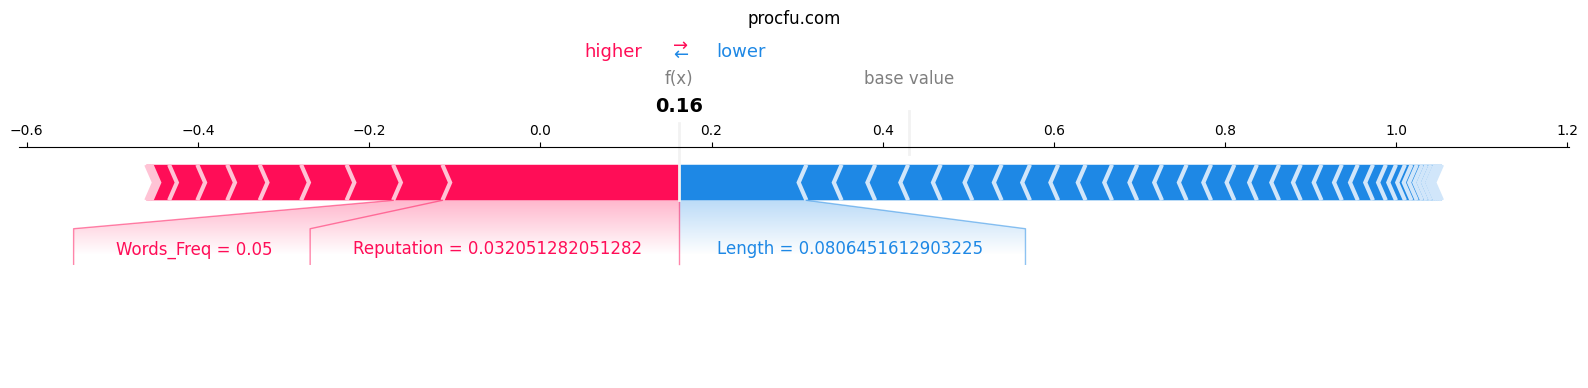 procfu.com
higher → ← lower
f(x) base value
0.16
−0.6 −0.4 −0.2 0.0 0.2 0.4 0.6 0.8 1.0 1.2
Words_Freq = 0.05 Reputation = 0.032051282051282 Length = 0.0806451612903225